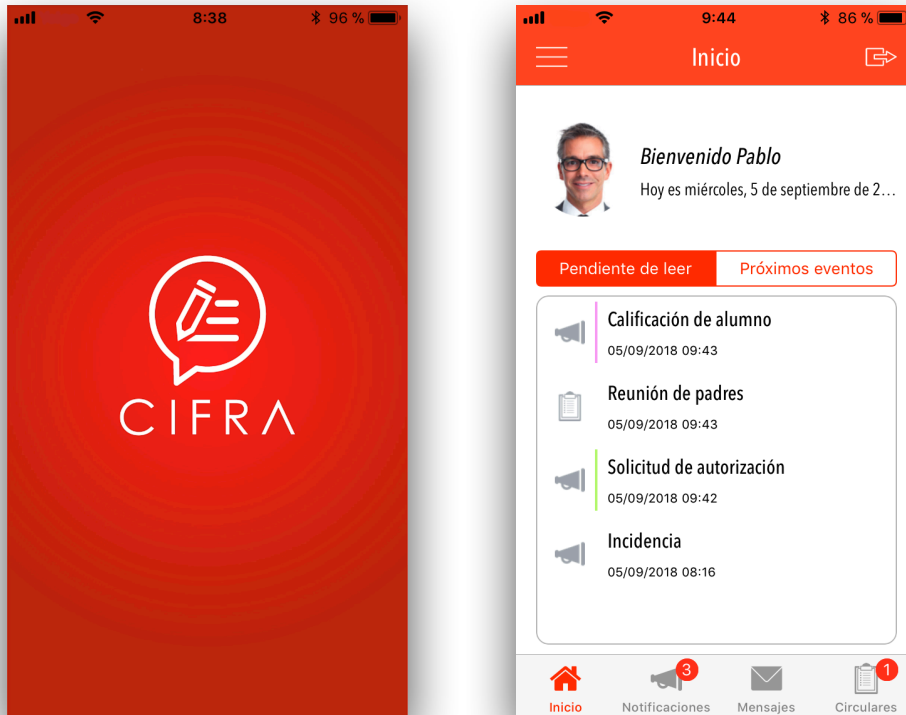 8:38
96 %
CIFRA
9:44
86 %
Inicio
Bienvenido Pablo
Hoy es miércoles, 5 de septiembre de 2…
Pendiente de leer
Próximos eventos
Calificación de alumno
05/09/2018 09:43
Reunión de padres
05/09/2018 09:43
Solicitud de autorización
05/09/2018 09:42
Incidencia
05/09/2018 08:16
3
1
Inicio
Notificaciones
Mensajes
Circulares